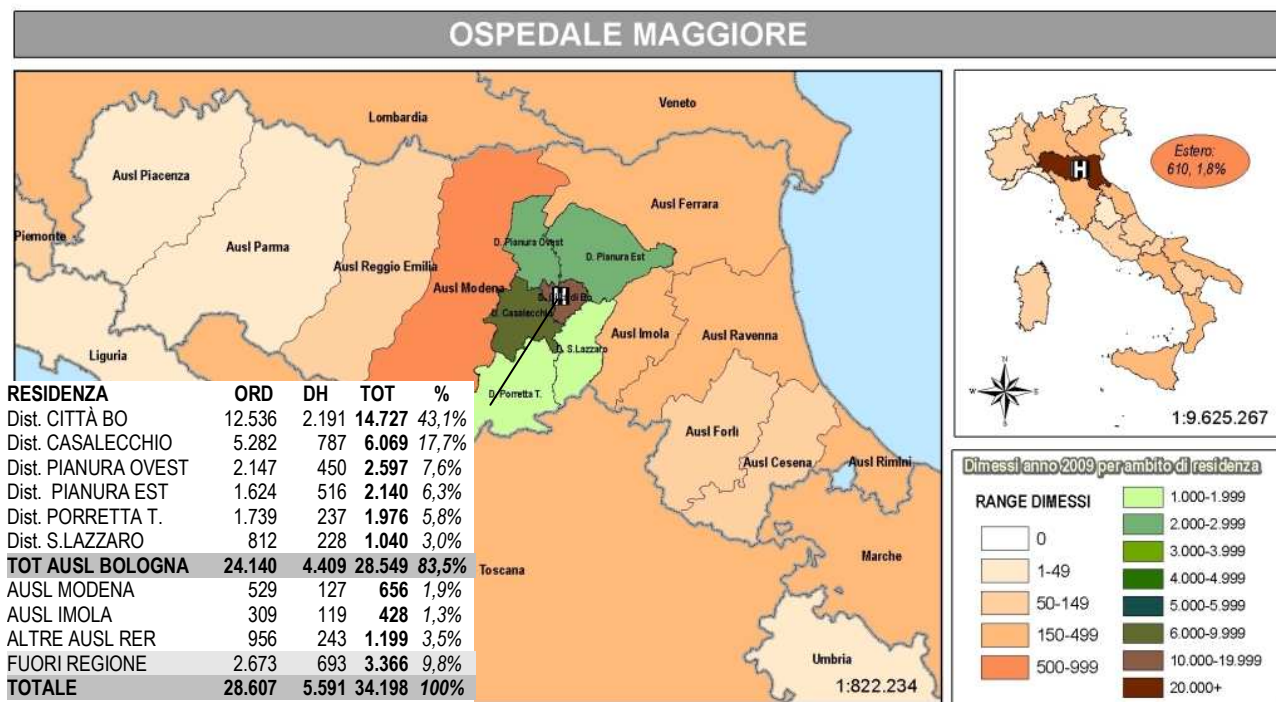 OSPEDALE MAGGIORE
Lombardia
Veneto
Ausl Piacenza
Piemonte
Ausl Parma
Ausl Reggio Emilia
Ausl Modena
Ausl Ferrara
D. Pianura Ovest
D. Pianura Est
D. Casalecchio
Liguria
D. S.Lazzaro
D. Porretta T.
Ausl Imola
Ausl Ravenna
Ausl Forlì
Ausl Cesena
Ausl Rimini
Toscana
Marche
Umbria
1:822.234
H
RESIDENZA ORD DH TOT %
Dist. CITTÀ BO 12.536 2.191 14.727 43,1%
Dist. CASALECCHIO 5.282 787 6.069 17,7%
Dist. PIANURA OVEST 2.147 450 2.597 7,6%
Dist. PIANURA EST 1.624 516 2.140 6,3%
Dist. PORRETTA T. 1.739 237 1.976 5,8%
Dist. S.LAZZARO 812 228 1.040 3,0%
TOT AUSL BOLOGNA 24.140 4.409 28.549 83,5%
AUSL MODENA 529 127 656 1,9%
AUSL IMOLA 309 119 428 1,3%
ALTRE AUSL RER 956 243 1.199 3,5%
FUORI REGIONE 2.673 693 3.366 9,8%
TOTALE 28.607 5.591 34.198 100%
H
Estero:
610, 1,8%
N
W E
S
1:9.625.267
Dimessi anno 2009 per ambito di residenza
RANGE DIMESSI
0
1-49
50-149
150-499
500-999
1.000-1.999
2.000-2.999
3.000-3.999
4.000-4.999
5.000-5.999
6.000-9.999
10.000-19.999
20.000+